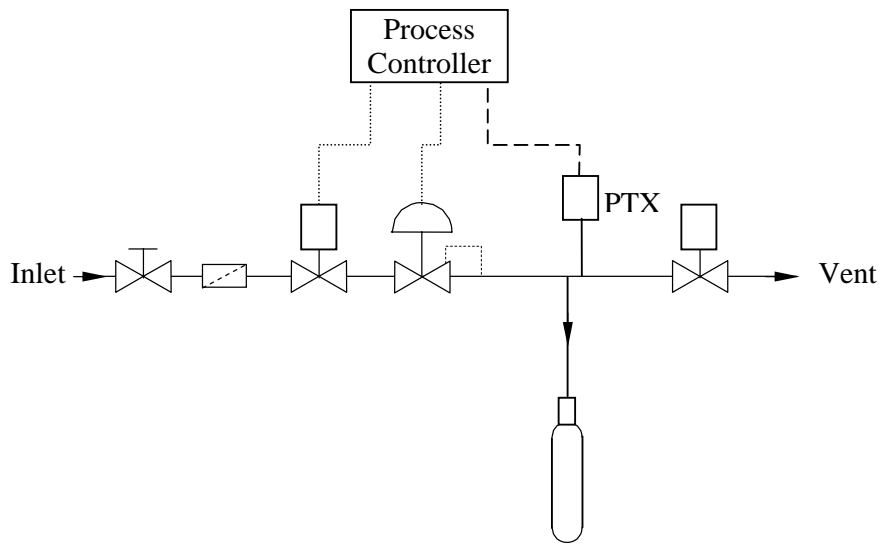 Process
Controller
PTX
Inlet
Vent